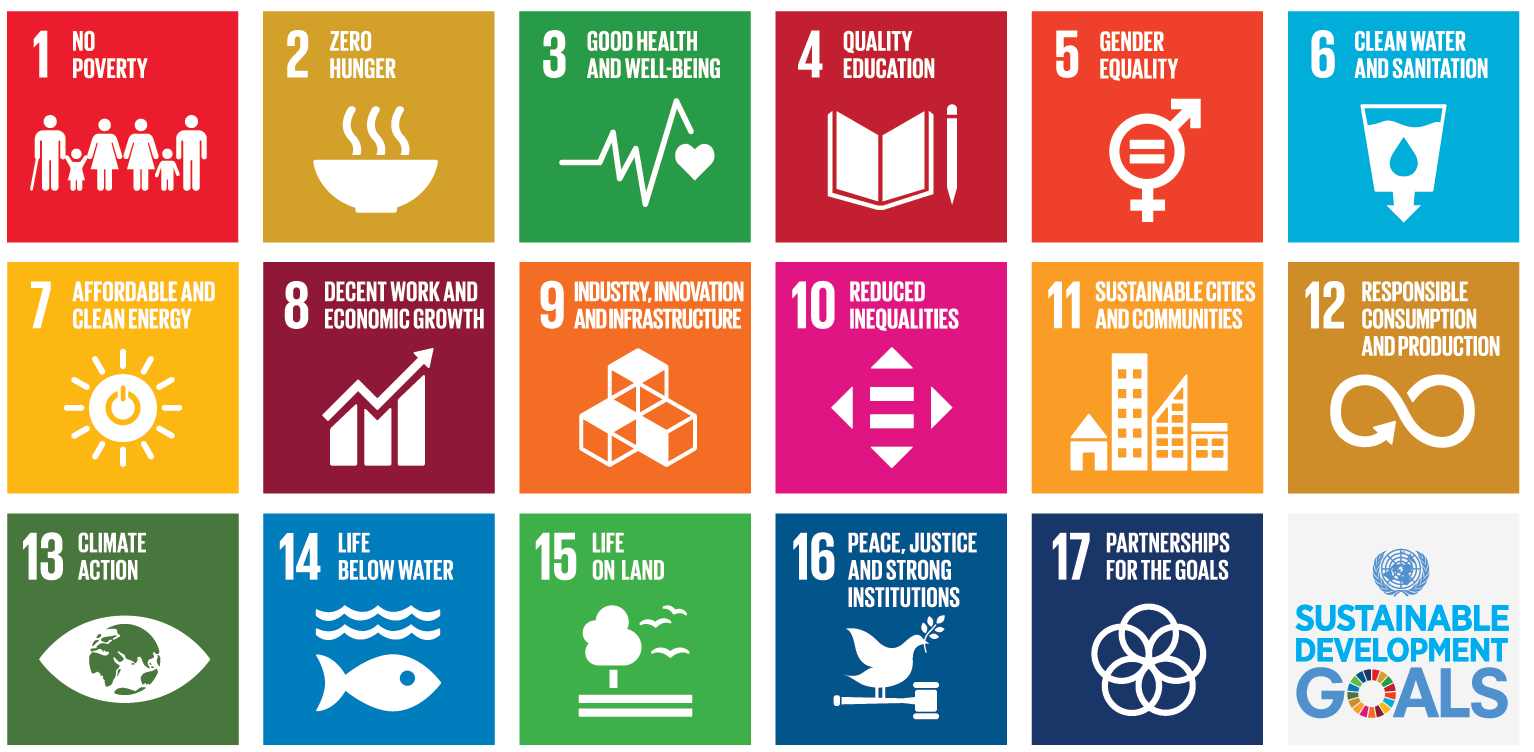 1 NO
POVERTY
2 ZERO
HUNGER
3 GOOD HEALTH
AND WELL-BEING
4 QUALITY
EDUCATION
5 GENDER
EQUALITY
6 CLEAN WATER
AND SANITATION
7 AFFORDABLE AND
CLEAN ENERGY
8 DECENT WORK AND
ECONOMIC GROWTH
9 INDUSTRY, INNOVATION
AND INFRASTRUCTURE
10 REDUCED
INEQUALITIES
11 SUSTAINABLE CITIES
AND COMMUNITIES
12 RESPONSIBLE
CONSUMPTION
AND PRODUCTION
13 CLIMATE
ACTION
14 LIFE
BELOW WATER
15 LIFE
ON LAND
16 PEACE, JUSTICE
AND STRONG
INSTITUTIONS
17 PARTNERSHIPS
FOR THE GOALS
SUSTAINABLE
DEVELOPMENT
GOALS